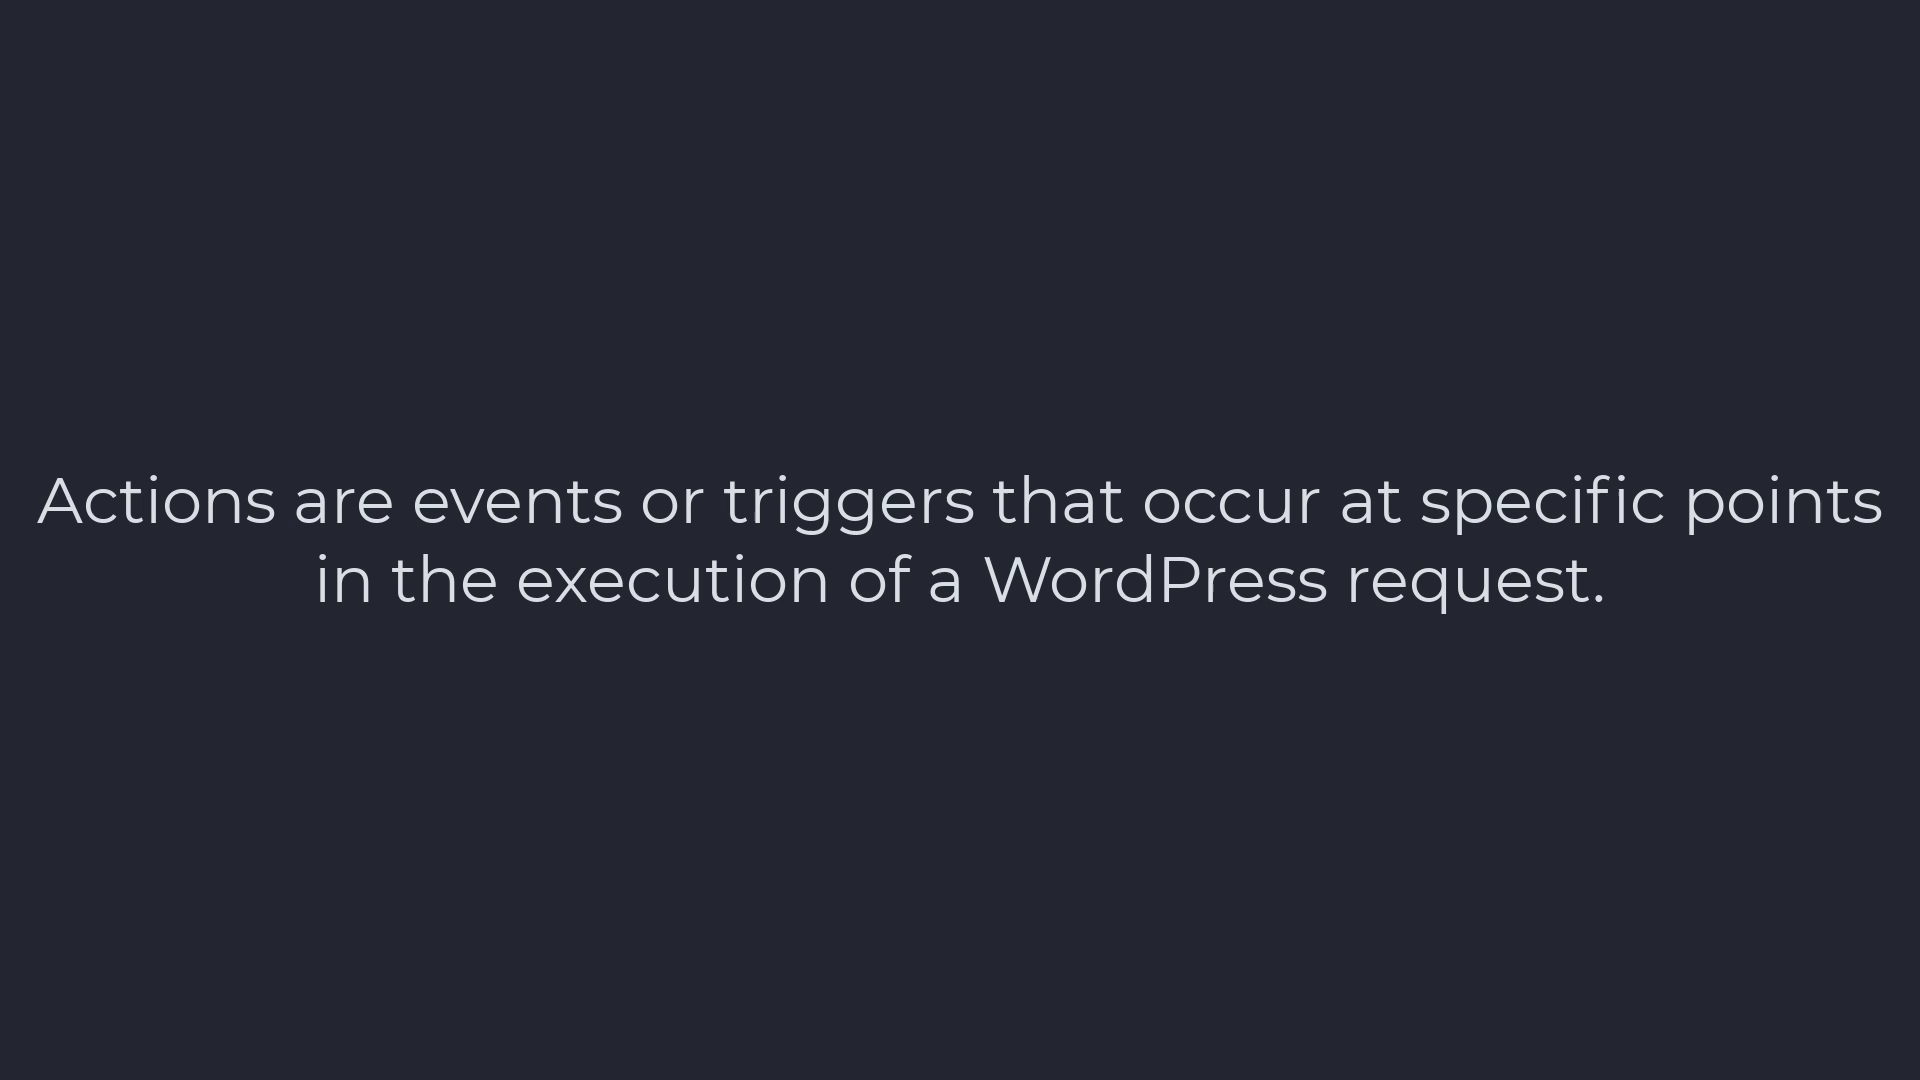 Actions are events or triggers that occur at specific points
in the execution of a WordPress request.